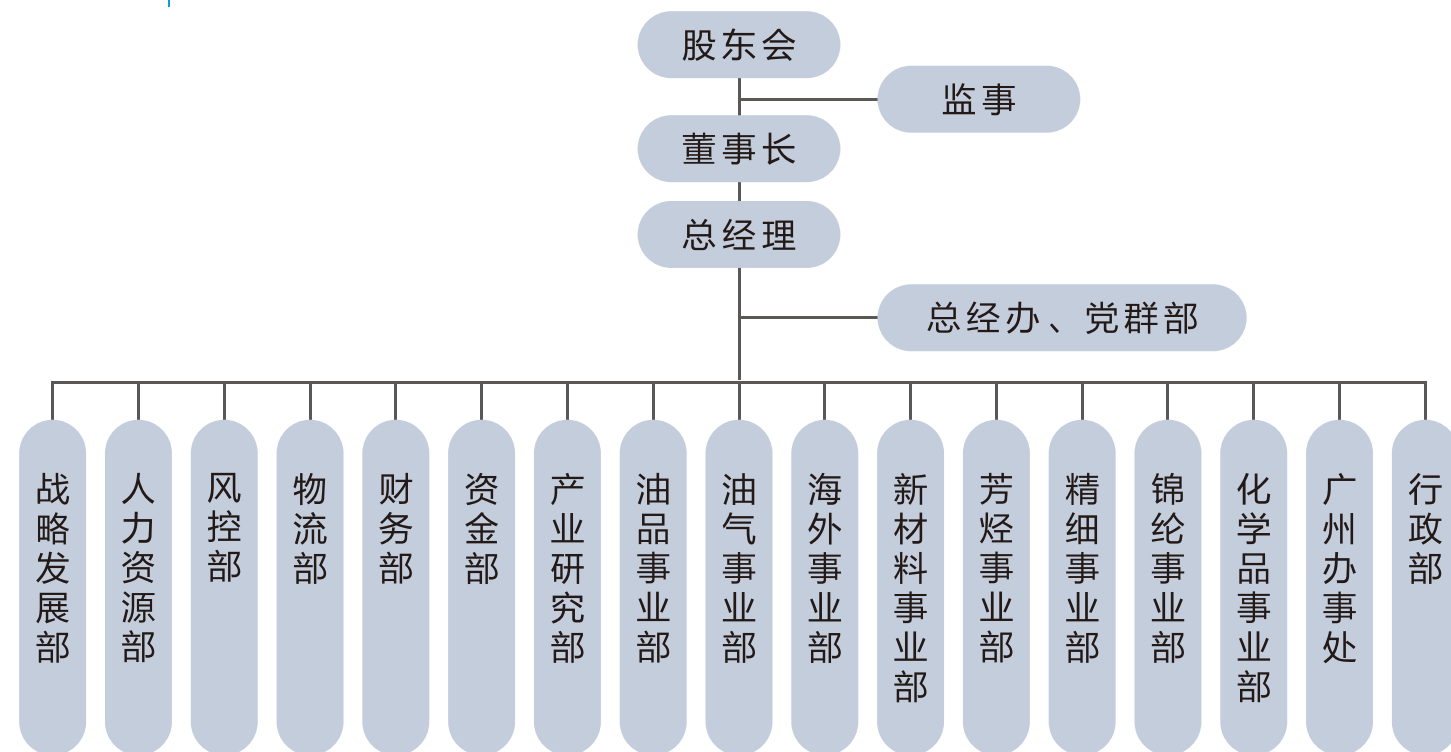 股东会
监事
董事长
总经理
总经办、党群部
战略发展部
人力资源部
风控部
物流部
财务部
资金部
产业研究部
油品事业部
油气事业部
海外事业部
新材料事业部
芳烃事业部
精细事业部
锦纶事业部
化学品事业部
广州办事处
行政部